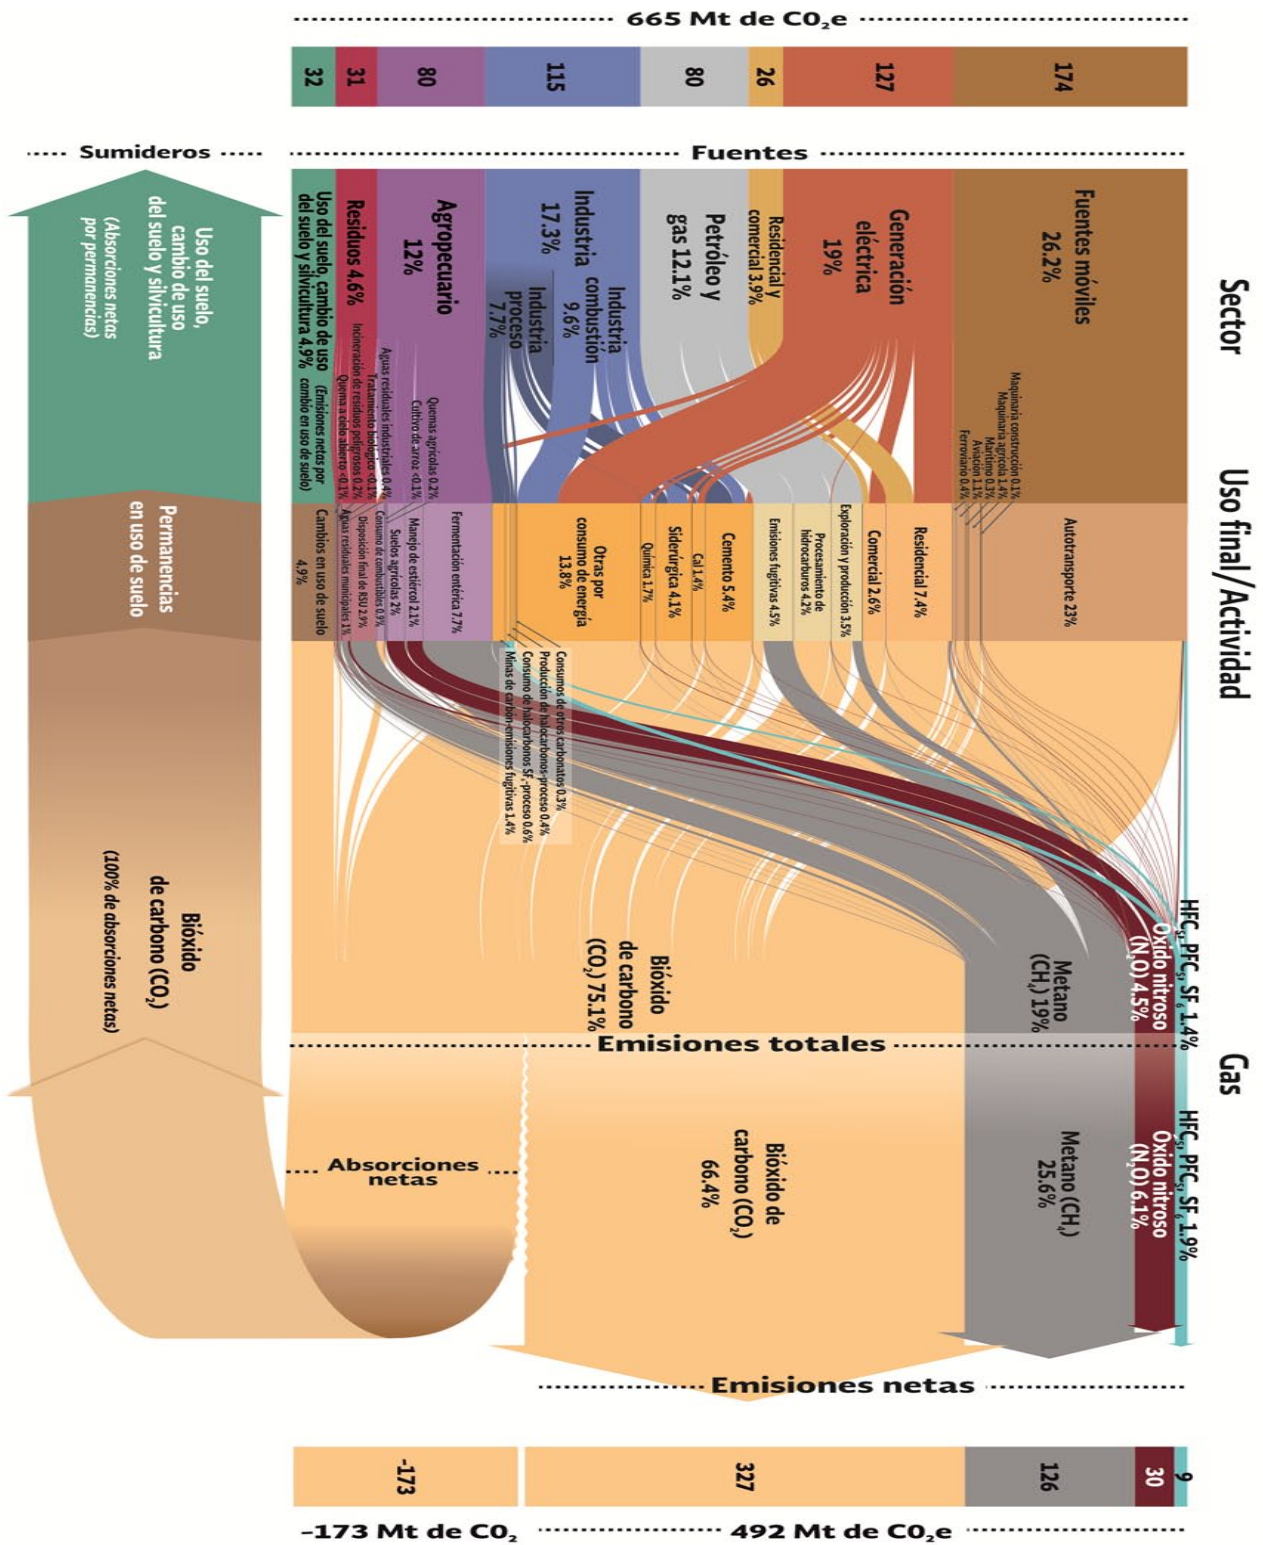 665 Mt de CO₂e
32
31
80
115
80
26
127
174
Sumideros
Fuentes
Sector
Uso final/Actividad
Gas
Fuentes móviles
26.2%
Generación
eléctrica
19%
Residencial y
comercial 3.9%
Petróleo y
gas 12.1%
Industria
17.3%
Industria
combustión
9.6%
Industria
proceso
7.7%
Agropecuario
12%
Residuos 4.6%
Uso del suelo, cambio de uso
del suelo y silvicultura 4.9%
(Emisiones netas por
cambio en uso de suelo)
Uso del suelo,
cambio de uso
del suelo y silvicultura
(Absorciones netas
por permanencias)
Maquinaria construcción 0.1%
Maquinaria agrícola 1.4%
Marítimo 0.3%
Aviación 1.1%
Ferroviario 0.4%
Quemas agrícolas 0.2%
Cultivo de arroz <0.1%
Aguas residuales industriales 0.4%
Tratamiento biológico <0.1%
Incineración de residuos peligrosos 0.2%
Quema a cielo abierto <0.1%
Autotransporte 23%
Residencial 7.4%
Comercial 2.6%
Exploración y producción 3.5%
Procesamiento de
hidrocarburos 4.2%
Emisiones fugitivas 4.5%
Cemento 5.4%
Cal 1.4%
Siderúrgica 4.1%
Química 1.7%
Otras por
consumo de energía
13.8%
Fermentación entérica 7.7%
Manejo de estiércol 2.1%
Suelos agrícolas 2%
Consumo de combustibles 0.9%
Disposición final de RSU 2.9%
Aguas residuales municipales 1%
Cambios en uso de suelo
4.9%
Permanencias
en uso de suelo
Consumos de otros carbonatos 0.3%
Producción de halocarbonos-proceso 0.4%
Consumo de halocarbonos SF₆-proceso 0.6%
Minas de carbón-emisiones fugitivas 1.4%
HFCs, PFCs, SF₆ 1.4%
Óxido nitroso
(N₂O) 4.5%
Metano
(CH₄) 19%
Bióxido
de carbono
(CO₂) 75.1%
Bióxido
de carbono (CO₂)
(100% de absorciones netas)
Emisiones totales
HFCs, PFCs, SF₆ 1.9%
Óxido nitroso
(N₂O) 6.1%
Metano (CH₄)
25.6%
Bióxido de
carbono (CO₂)
66.4%
Absorciones
netas
Emisiones netas
-173
327
126
30
9
-173 Mt de CO₂
492 Mt de CO₂e